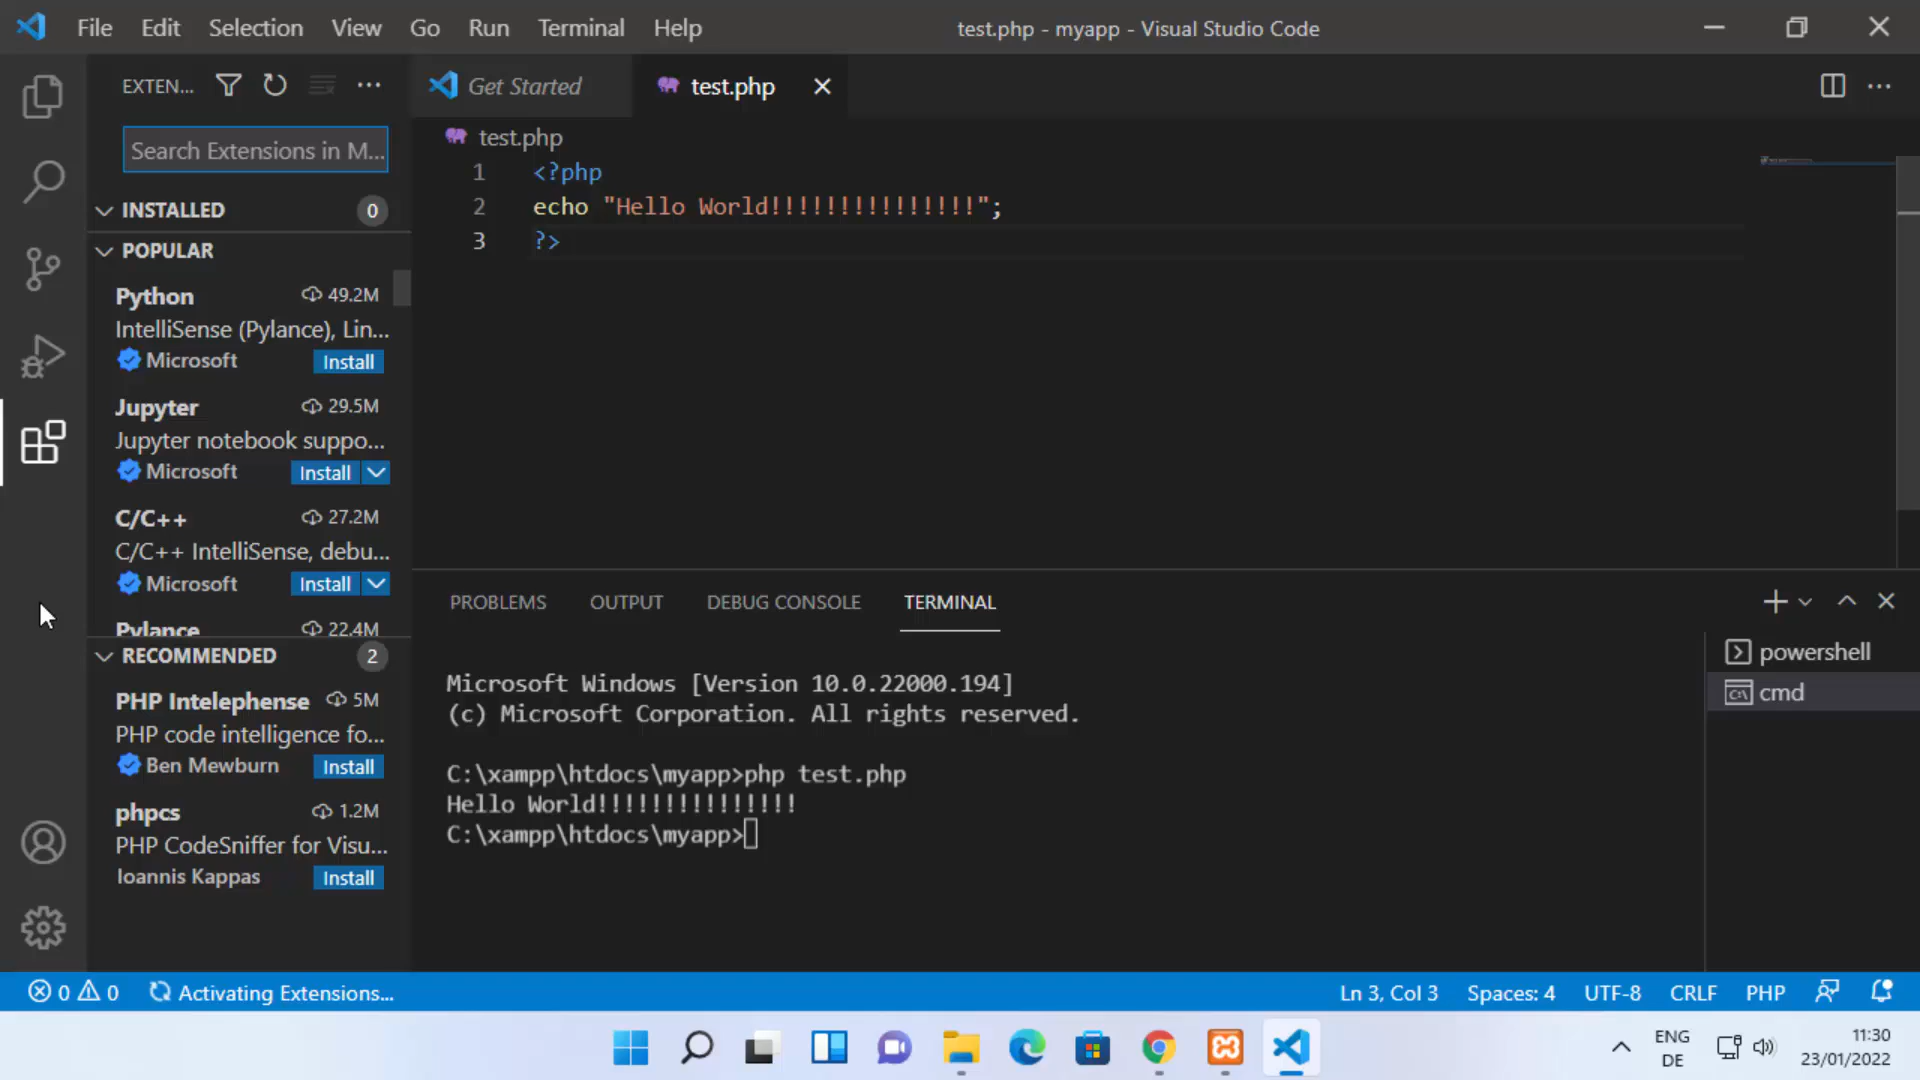 File Edit Selection View Go Run Terminal Help
test.php - myapp - Visual Studio Code
EXTEN...
Search Extensions in M...
INSTALLED 0
POPULAR
Python 49.2M
IntelliSense (Pylance), Lin...
Microsoft Install
Jupyter 29.5M
Jupyter notebook suppo...
Microsoft Install
C/C++ 27.2M
C/C++ IntelliSense, debu...
Microsoft Install
Pylance 22.4M
RECOMMENDED 2
PHP Intelephense 5M
PHP code intelligence fo...
Ben Mewburn Install
phpcs 1.2M
PHP CodeSniffer for Visu...
Ioannis Kappas Install
Get Started test.php
test.php
1 <?php
2 echo "Hello World!!!!!!!!!!!!!!!";
3 ?>
PROBLEMS OUTPUT DEBUG CONSOLE TERMINAL
Microsoft Windows [Version 10.0.22000.194]
(c) Microsoft Corporation. All rights reserved.
C:\xampp\htdocs\myapp>php test.php
Hello World!!!!!!!!!!!!!!!
C:\xampp\htdocs\myapp>
powershell
cmd
0 0 Activating Extensions... Ln 3, Col 3 Spaces: 4 UTF-8 CRLF PHP
ENG
DE
11:30
23/01/2022